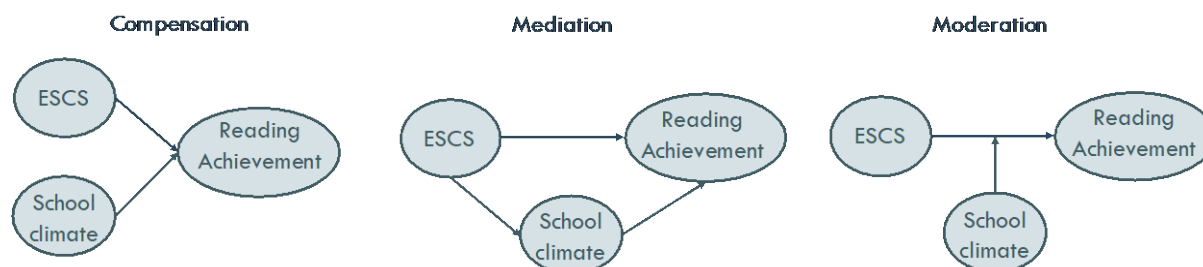 Compensation
ESCS
Reading
Achievement
School
climate
Mediation
ESCS
Reading
Achievement
School
climate
Moderation
ESCS
Reading
Achievement
School
climate